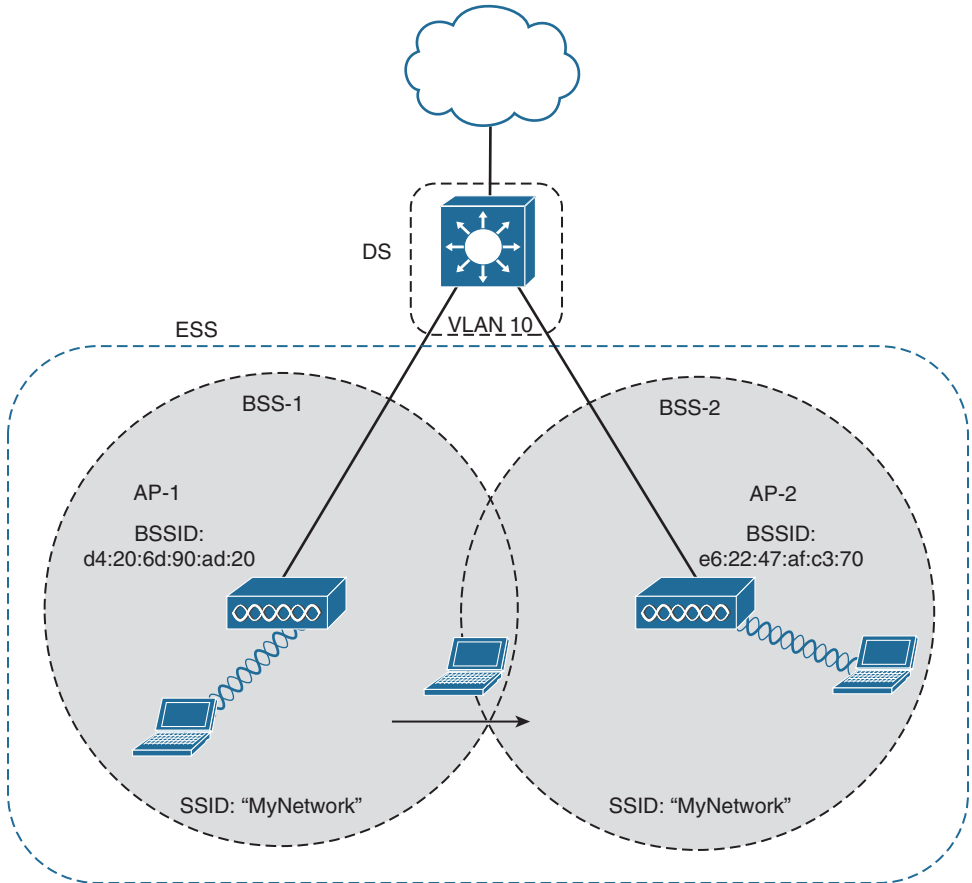 DS
VLAN 10
ESS
BSS-1
BSS-2
AP-1
BSSID:
d4:20:6d:90:ad:20
AP-2
BSSID:
e6:22:47:af:c3:70
SSID: “MyNetwork”
SSID: “MyNetwork”